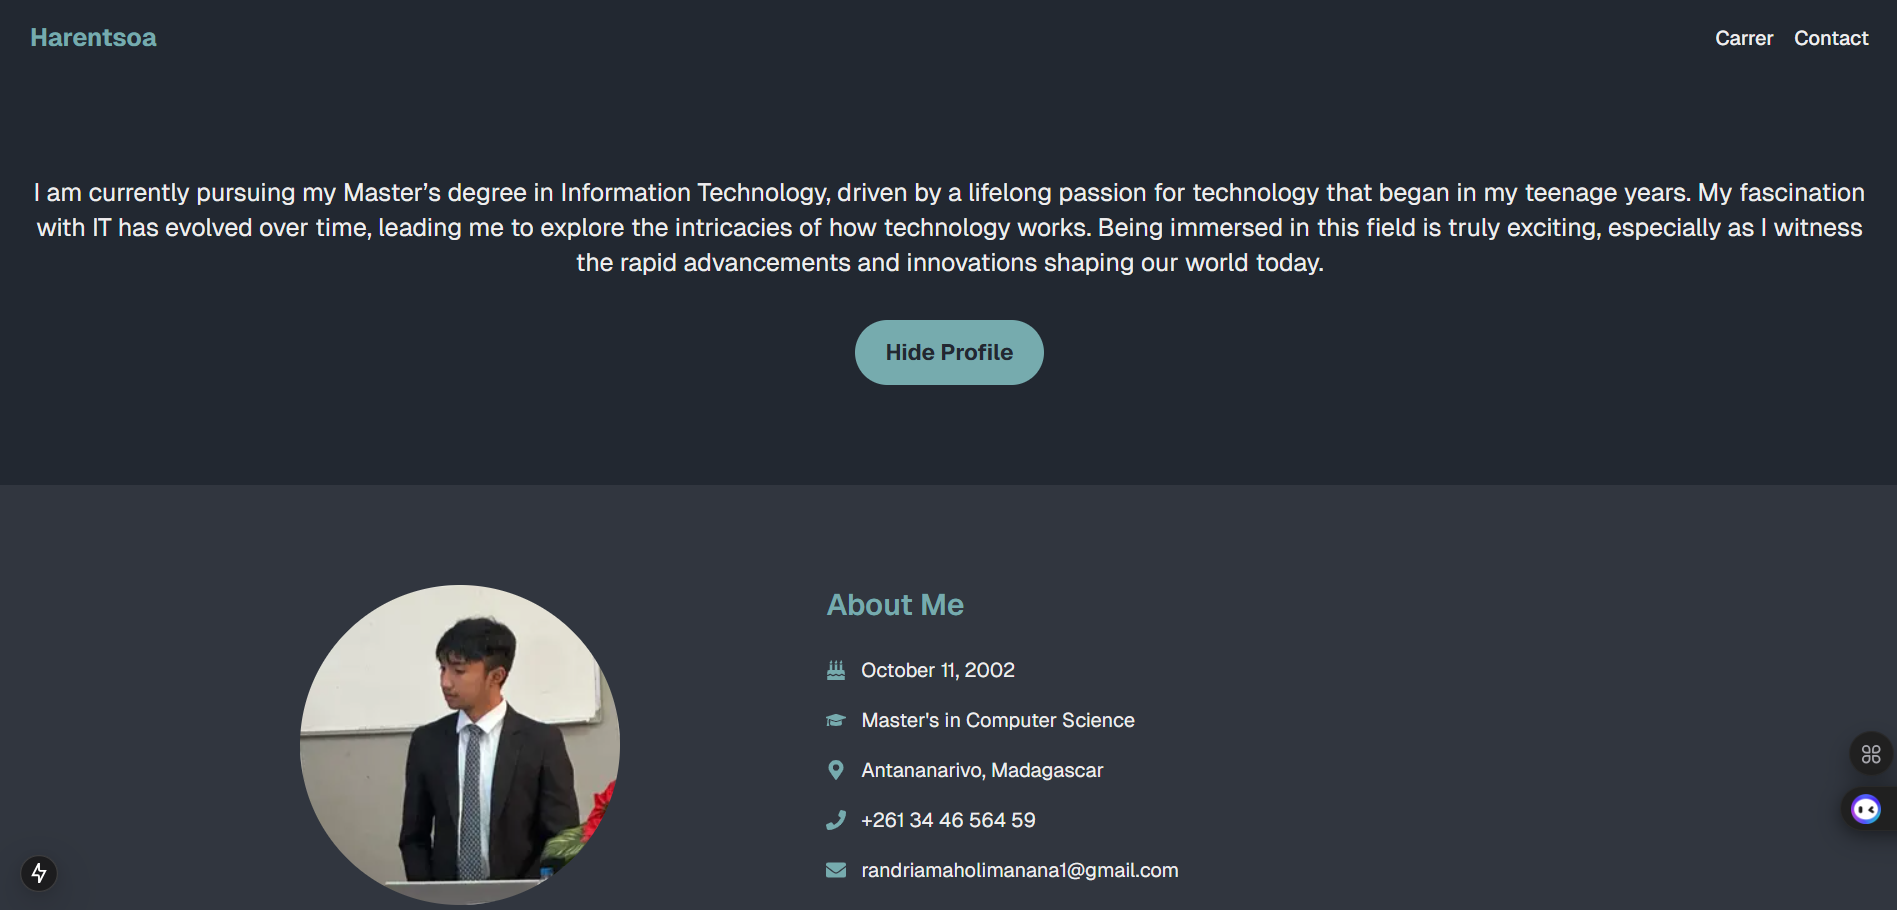 Harentsoa
Carrer Contact
I am currently pursuing my Master’s degree in Information Technology, driven by a lifelong passion for technology that began in my teenage years. My fascination
with IT has evolved over time, leading me to explore the intricacies of how technology works. Being immersed in this field is truly exciting, especially as I witness
the rapid advancements and innovations shaping our world today.
Hide Profile
About Me
October 11, 2002
Master's in Computer Science
Antananarivo, Madagascar
+261 34 46 564 59
randriamaholimanana1@gmail.com